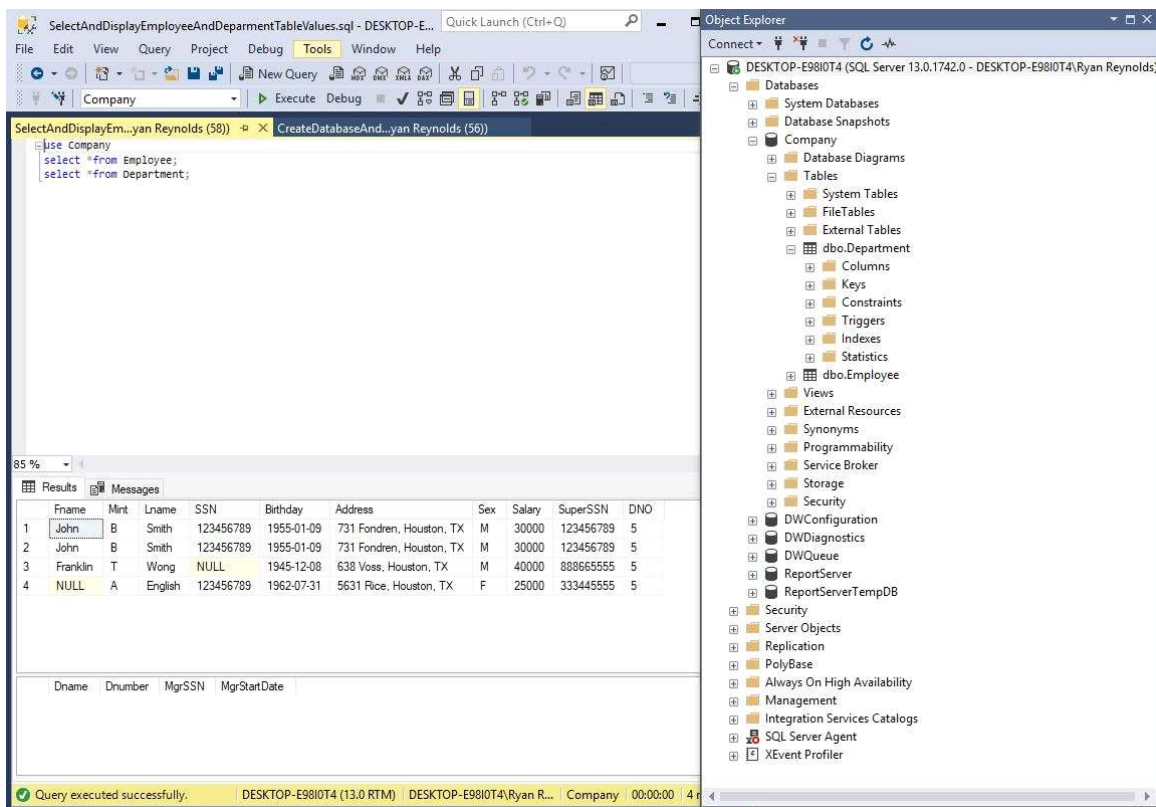 SelectAndDisplayEmployeeAndDeparmentTableValues.sql - DESKTOP-E...
Quick Launch (Ctrl+Q)
File Edit View Query Project Debug Tools Window Help
New Query
Company
Execute Debug
SelectAndDisplayEm...yan Reynolds (58)) CreateDatabaseAnd...yan Reynolds (56))
use Company
select *from Employee;
select *from Department;
85 %
Results Messages
Fname Mint Lname SSN Birthday Address Sex Salary SuperSSN DNO
1 John B Smith 123456789 1955-01-09 731 Fondren, Houston, TX M 30000 123456789 5
2 John B Smith 123456789 1955-01-09 731 Fondren, Houston, TX M 30000 123456789 5
3 Franklin T Wong NULL 1945-12-08 638 Voss, Houston, TX M 40000 888665555 5
4 NULL A English 123456789 1962-07-31 5631 Rice, Houston, TX F 25000 333445555 5
Dname Dnumber MgrSSN MgrStartDate
Query executed successfully. DESKTOP-E98I0T4 (13.0 RTM) DESKTOP-E98I0T4\Ryan R... Company 00:00:00 4 r
Object Explorer
Connect
DESKTOP-E98I0T4 (SQL Server 13.0.1742.0 - DESKTOP-E98I0T4\Ryan Reynolds)
Databases
System Databases
Database Snapshots
Company
Database Diagrams
Tables
System Tables
FileTables
External Tables
dbo.Department
Columns
Keys
Constraints
Triggers
Indexes
Statistics
dbo.Employee
Views
External Resources
Synonyms
Programmability
Service Broker
Storage
Security
DWConfiguration
DWDiagnostics
DWQueue
ReportServer
ReportServerTempDB
Security
Server Objects
Replication
PolyBase
Always On High Availability
Management
Integration Services Catalogs
SQL Server Agent
XEvent Profiler